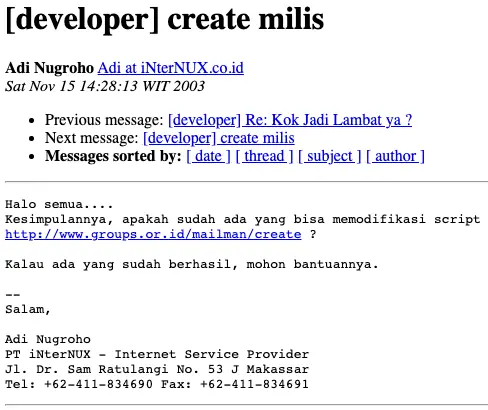 [developer] create milis
Adi Nugroho Adi at iNterNUX.co.id
Sat Nov 15 14:28:13 WIT 2003
Previous message: [developer] Re: Kok Jadi Lambat ya ?
Next message: [developer] create milis
Messages sorted by: [ date ] [ thread ] [ subject ] [ author ]
Halo semua....
Kesimpulannya, apakah sudah ada yang bisa memodifikasi script
http://www.groups.or.id/mailman/create ?
Kalau ada yang sudah berhasil, mohon bantuannya.
--
Salam,
Adi Nugroho
PT iNterNUX - Internet Service Provider
Jl. Dr. Sam Ratulangi No. 53 J Makassar
Tel: +62-411-834690 Fax: +62-411-834691